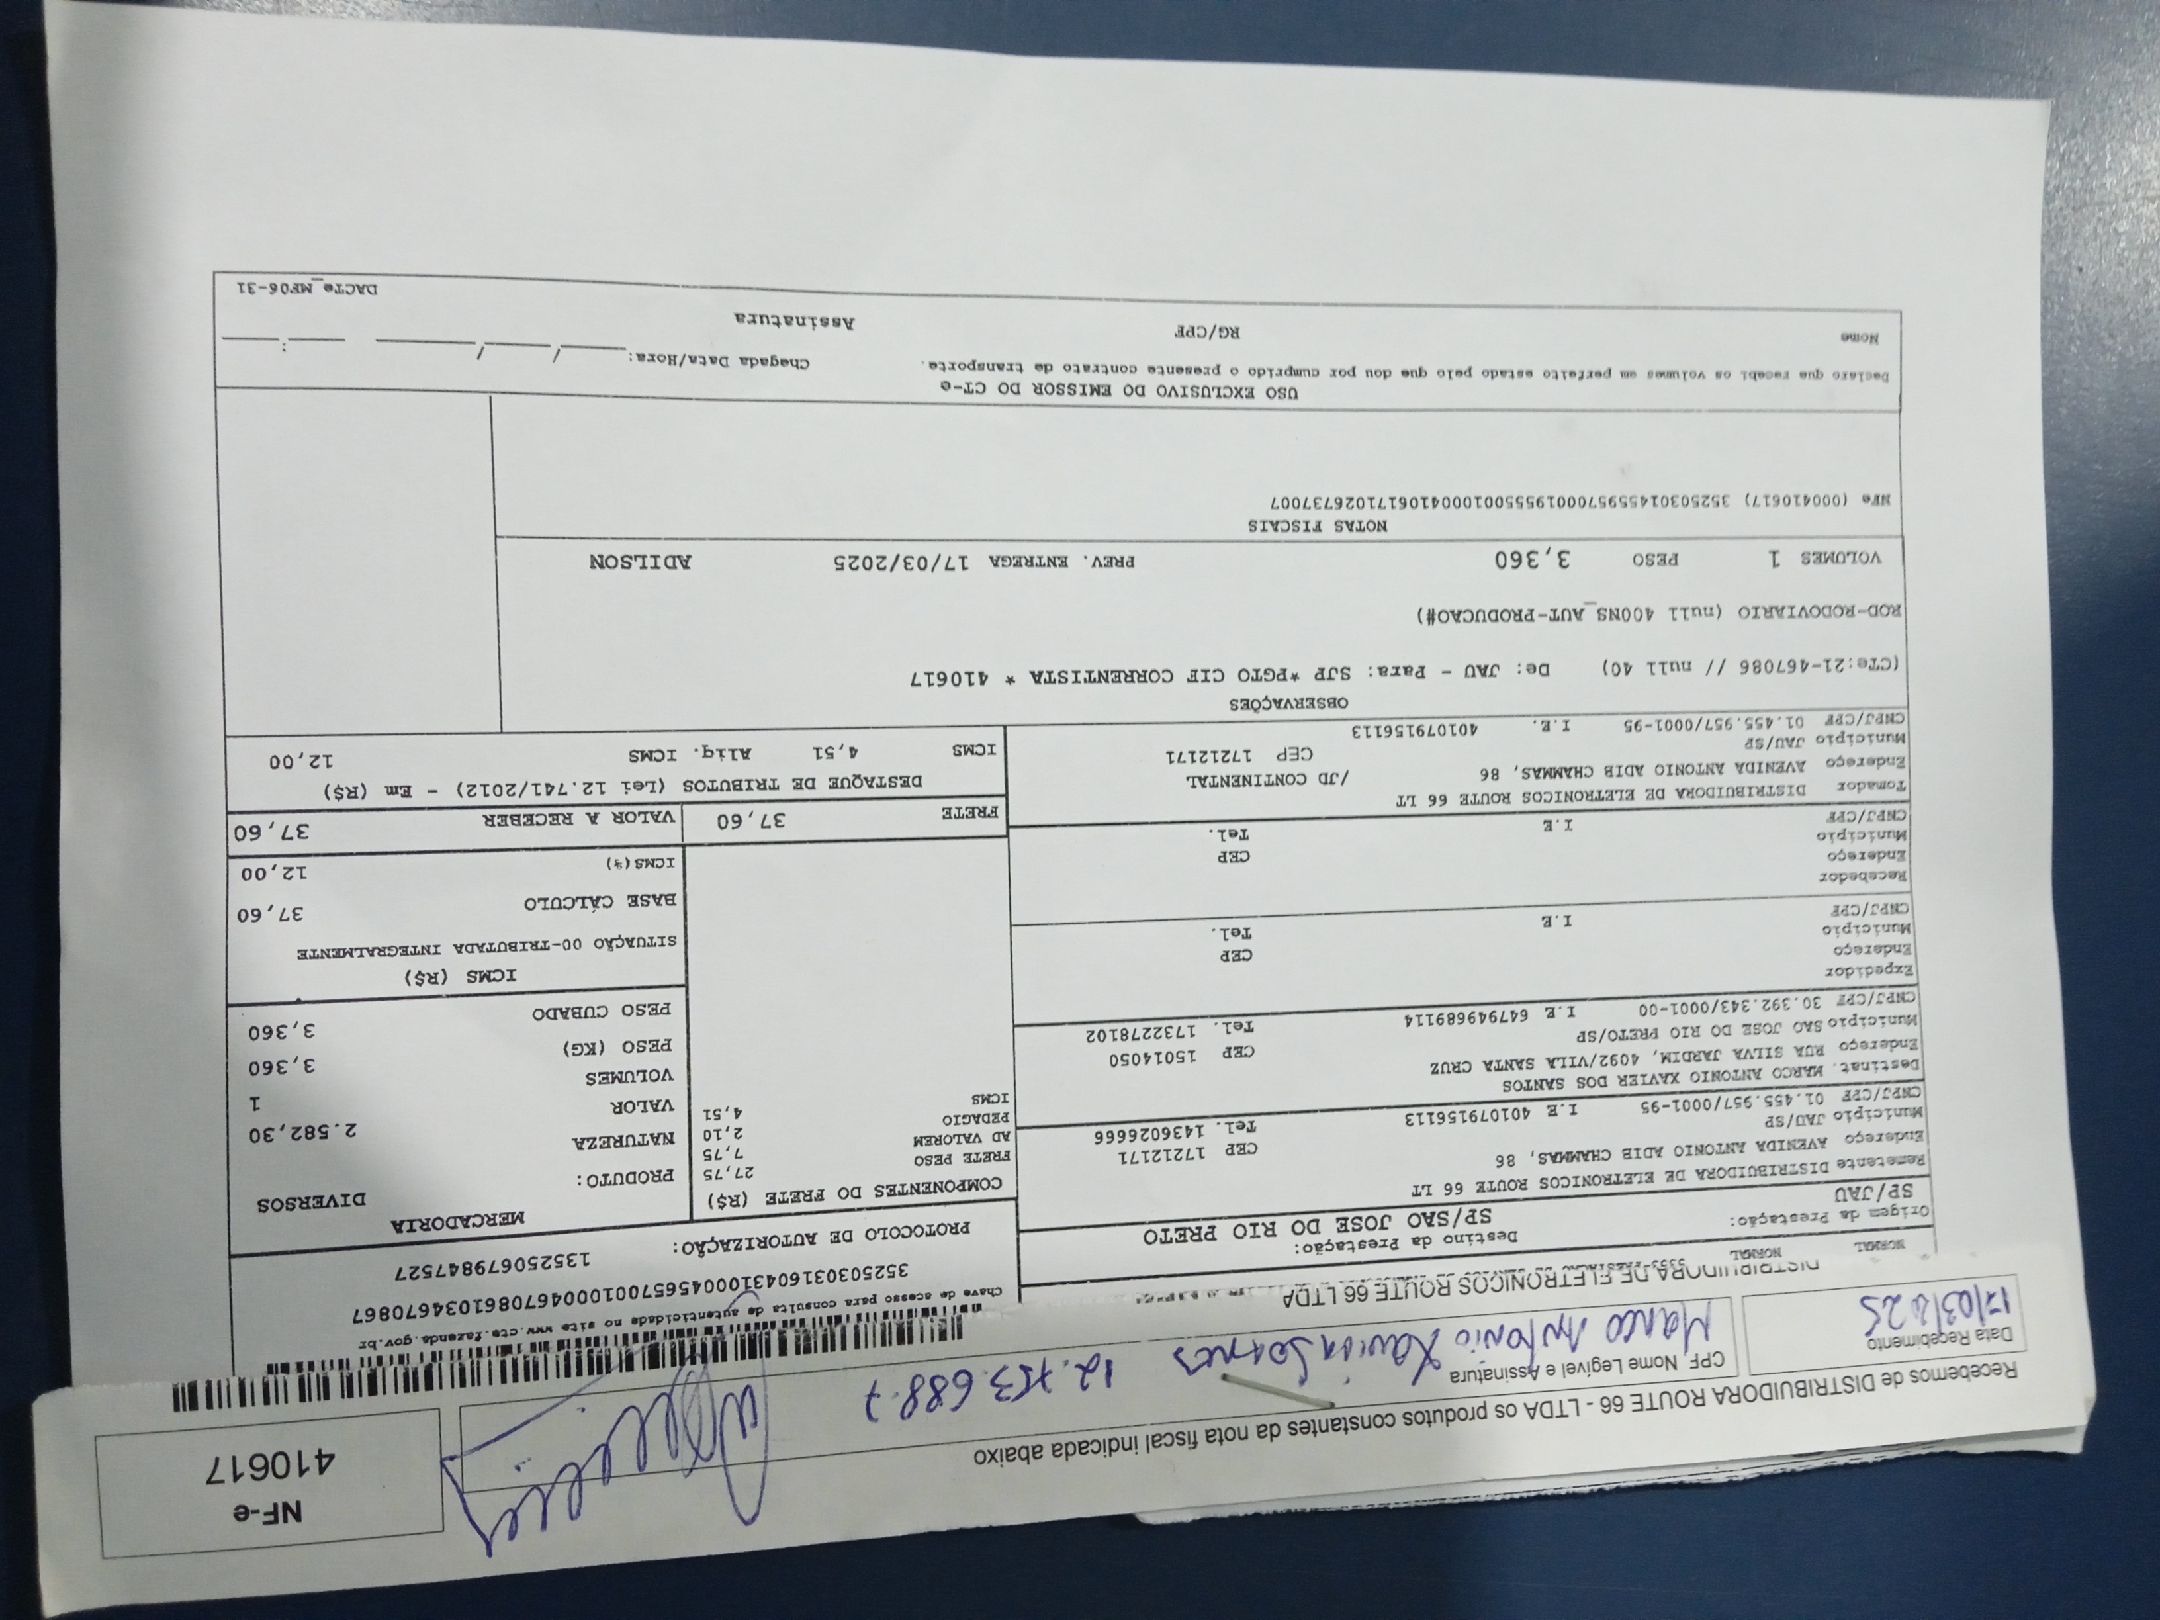 Recebemos de DISTRIBUIDORA ROUTE 66 - LTDA os produtos constantes da nota fiscal indicada abaixo
NF-e
410617
Data Recebimento
17/03/2025
CPF, Nome Legível e Assinatura
Marco Antonio Xavier Santos 12.753.688-7
DISTRIBUIDORA DE ELETRONICOS ROUTE 66 LTDA
NORMAL NORMAL
Chave de acesso para consulta de autenticidade no site www.cte.fazenda.gov.br
35250303160431000456570010004670861034670867
PROTOCOLO DE AUTORIZAÇÃO: 135250679847527
Origem da Prestação:
SP/JAU
Destino da Prestação:
SP/SAO JOSE DO RIO PRETO
Remetente DISTRIBUIDORA DE ELETRONICOS ROUTE 66 LT
Endereço AVENIDA ANTONIO ADIB CHAMMAS, 86 CEP 17212171
Município JAU/SP Tel. 1436026666
CNPJ/CPF 01.455.957/0001-95 I.E 401079156113
Destinat. MARCO ANTONIO XAVIER DOS SANTOS
Endereço RUA SILVA JARDIM, 4092/VILA SANTA CRUZ CEP 15014050
Município SAO JOSE DO RIO PRETO/SP Tel. 1732278102
CNPJ/CPF 30.392.343/0001-00 I.E 647949689114
Expedidor
Endereço CEP
Município Tel.
CNPJ/CPF I.E
Recebedor
Endereço CEP
Município Tel.
CNPJ/CPF I.E
Tomador DISTRIBUIDORA DE ELETRONICOS ROUTE 66 LT
Endereço AVENIDA ANTONIO ADIB CHAMMAS, 86 /JD CONTINENTAL
Município JAU/SP CEP 17212171
CNPJ/CPF 01.455.957/0001-95 I.E. 401079156113
COMPONENTES DO FRETE (R$)
FRETE PESO 27,75
AD VALOREM 7,75
PEDAGIO 2,10
ICMS 4,51
MERCADORIA
PRODUTO: DIVERSOS
NATUREZA
VALOR 2.582,30
VOLUMES 1
PESO (KG) 3,360
PESO CUBADO 3,360
ICMS (R$)
SITUAÇÃO 00-TRIBUTADA INTEGRALMENTE
BASE CÁLCULO 37,60
ICMS(%) 12,00
FRETE 37,60 VALOR A RECEBER 37,60
DESTAQUE DE TRIBUTOS (Lei 12.741/2012) - Em (R$)
ICMS 4,51 Aliq. ICMS 12,00
OBSERVAÇÕES
(CTe:21-467086 // null 40) De: JAU - Para: SJP *PGTO CIF CORRENTISTA * 410617
ROD-RODOVIARIO (null 400NS_AUT-PRODUCAO#)
VOLUMES 1 PESO 3,360 PREV. ENTREGA 17/03/2025 ADILSON
NOTAS FISCAIS
NFe (000410617) 35250301455957000195550010004106171026737007
USO EXCLUSIVO DO EMISSOR DO CT-e
Declaro que recebi os volumes em perfeito estado pelo que dou por cumprido o presente contrato de transporte. Chegada Data/Hora: ____/____/____ ____:____
Nome RG/CPF Assinatura
DACTe_MF06-31